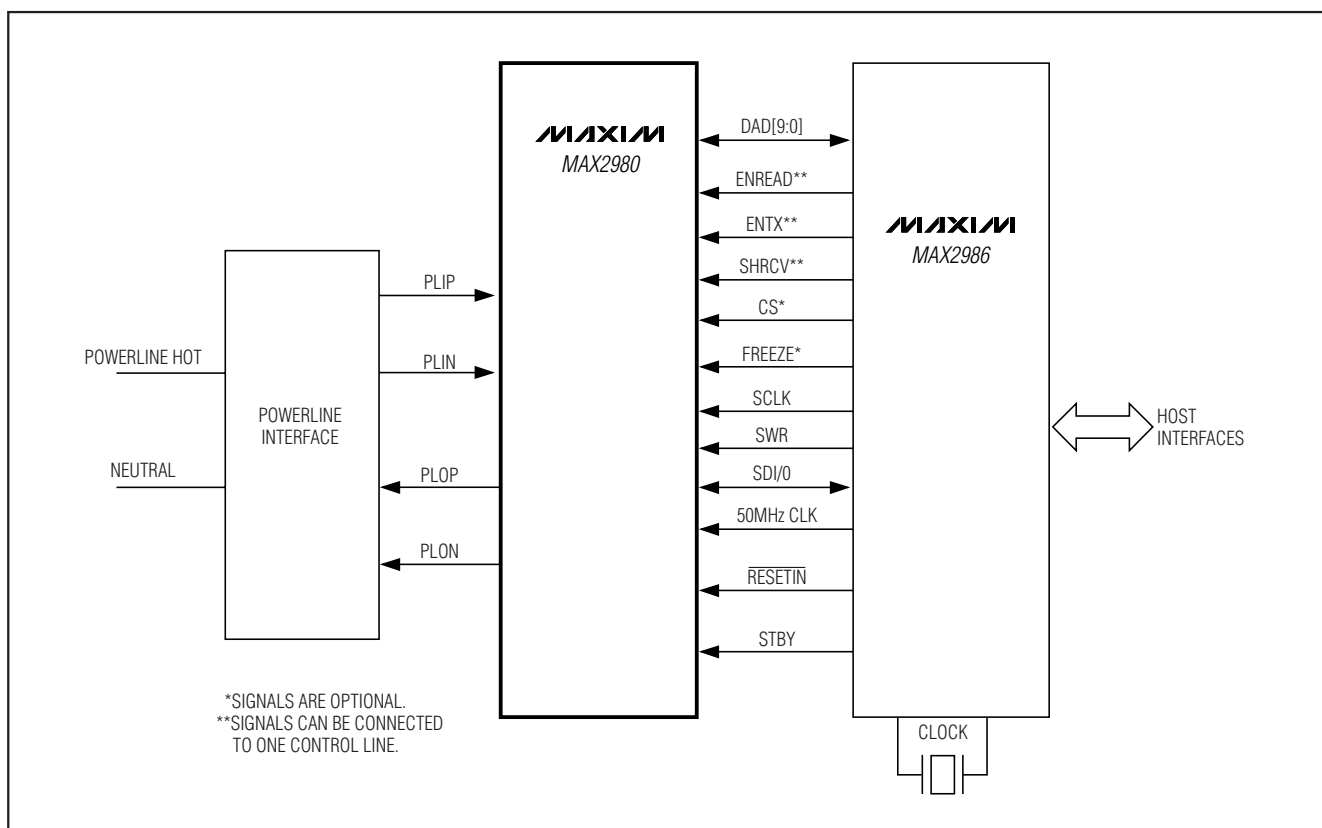 MAXIM
MAX2980
DAD[9:0]
ENREAD**
ENTX**
SHRCV**
CS*
FREEZE*
SCLK
SWR
SDI/0
50MHz CLK
RESETIN
STBY
MAXIM
MAX2986
CLOCK
HOST
INTERFACES
PLIP
PLIN
PLOP
PLON
POWERLINE HOT
NEUTRAL
POWERLINE
INTERFACE
*SIGNALS ARE OPTIONAL.
**SIGNALS CAN BE CONNECTED
TO ONE CONTROL LINE.